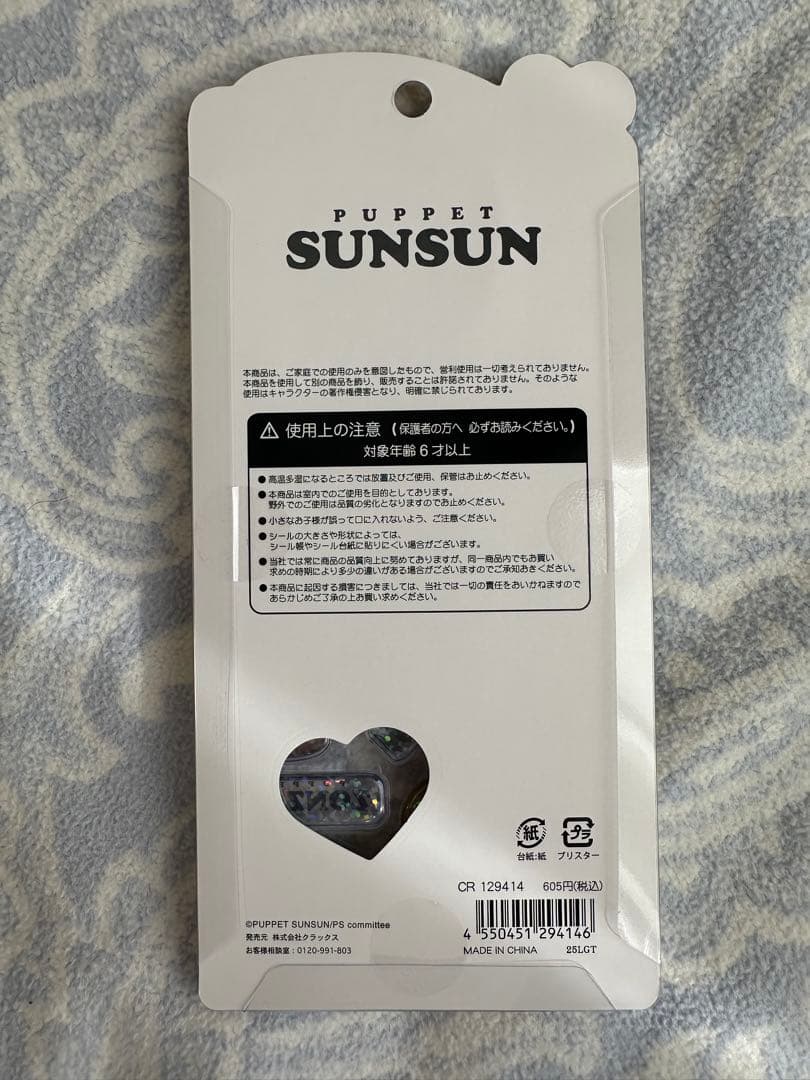 PUPPET
SUNSUN
本商品は、ご家庭での使用のみを意図したもので、営利使用は一切考えられておりません。
本商品を使用して別の商品を飾り、販売することは許諾されておりません。そのような
使用はキャラクターの著作権侵害となり、明確に禁じられております。
⚠ 使用上の注意 (保護者の方へ 必ずお読みください。)
対象年齢6才以上
●高温多湿になるところでは放置及びご使用、保管はお止めください。
●本商品は室内でのご使用を目的としております。
野外でのご使用は品質の劣化となりますのでお止めください。
●小さなお子様が誤って口に入れないよう、ご注意ください。
●シールの大きさや形状によっては、
シール帳やシール台紙に貼りにくい場合がございます。
●当社では常に商品の品質向上に努めておりますが、同一商品内でもお買い
求めの時期により多少の違いがある場合がございますのでご承知おきください。
●本商品に起因する損害につきましては、当社では一切の責任をおいかねますので
あらかじめご了承の上お買い求めください。
紙
プラ
台紙:紙 ブリスター
CR 129414 605円(税込)
4 550451 294146
MADE IN CHINA 25LGT
©PUPPET SUNSUN/PS committee
発売元 株式会社クラックス
お客様相談室:0120-991-803